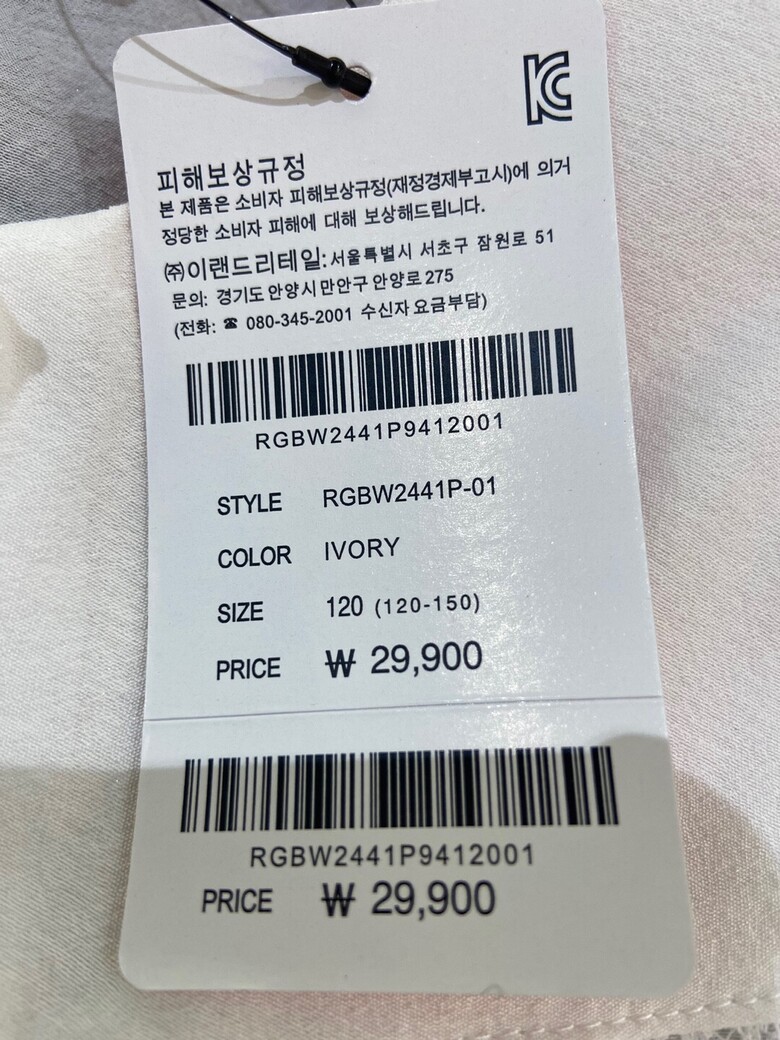 KC
피해보상규정
본 제품은 소비자 피해보상규정(재정경제부고시)에 의거
정당한 소비자 피해에 대해 보상해드립니다.
㈜이랜드리테일: 서울특별시 서초구 잠원로 51
문의: 경기도 안양시 만안구 안양로 275
(전화: ☎ 080-345-2001 수신자 요금부담)
RGBW2441P9412001
STYLE RGBW2441P-01
COLOR IVORY
SIZE 120 (120-150)
PRICE ₩ 29,900
RGBW2441P9412001
PRICE ₩ 29,900